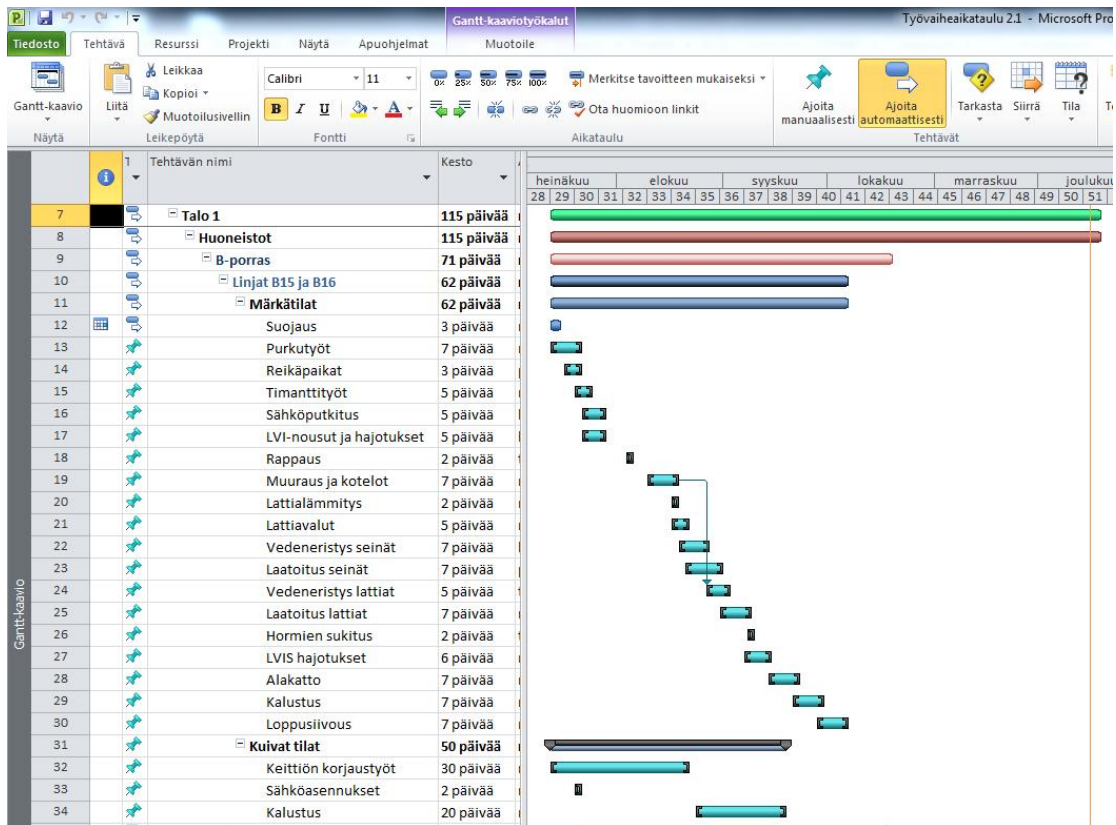 Gantt-kaaviotyökalut
Työvaiheaikataulu 2.1 - Microsoft Pro
Tiedosto Tehtävä Resurssi Projekti Näytä Apuohjelmat Muotoile
Gantt-kaavio
Näytä
Liitä
Leikkaa
Kopioi
Muotoilusivellin
Leikepöytä
Calibri 11
B I U A
Fontti
0% 25% 50% 75% 100%
Merkitse tavoitteen mukaiseksi
Ota huomioon linkit
Aikataulu
Ajoita manuaalisesti
Ajoita automaattisesti
Tarkasta Siirrä Tila
Tehtävät
Tehtävän nimi Kesto
heinäkuu elokuu syyskuu lokakuu marraskuu joulukuu
28 29 30 31 32 33 34 35 36 37 38 39 40 41 42 43 44 45 46 47 48 49 50 51
7 Talo 1 115 päivää
8 Huoneistot 115 päivää
9 B-porras 71 päivää
10 Linjat B15 ja B16 62 päivää
11 Märkätilat 62 päivää
12 Suojaus 3 päivää
13 Purkutyöt 7 päivää
14 Reikäpaikat 3 päivää
15 Timanttityöt 5 päivää
16 Sähköputkitus 5 päivää
17 LVI-nousut ja hajotukset 5 päivää
18 Rappaus 2 päivää
19 Muuraus ja kotelot 7 päivää
20 Lattialämmitys 2 päivää
21 Lattiavalut 5 päivää
22 Vedeneristys seinät 7 päivää
23 Laatoitus seinät 7 päivää
24 Vedeneristys lattiat 5 päivää
25 Laatoitus lattiat 7 päivää
26 Hormien sukitus 2 päivää
27 LVIS hajotukset 6 päivää
28 Alakatto 7 päivää
29 Kalustus 7 päivää
30 Loppusiivous 7 päivää
31 Kuivat tilat 50 päivää
32 Keittiön korjaustyöt 30 päivää
33 Sähköasennukset 2 päivää
34 Kalustus 20 päivää
Gantt-kaavio